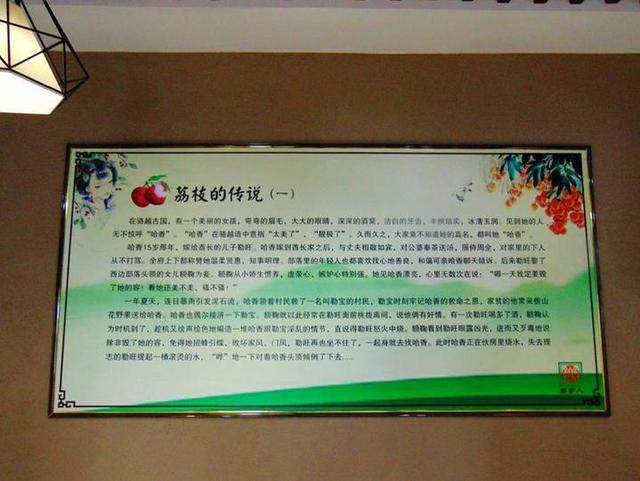 荔枝的传说（一）
在骆越古国，有一个美丽的女孩，弯弯的眉毛，大大的眼睛，深深的酒窝，洁白的牙齿，丰腴踏实，冰清玉洞。见到她的人
无不惊呼“哈香”。“哈香”在骆越语中意指“太美了”、“靓极了”。久而久之，大家竟不知道她的真名，都叫她“哈香”。
哈香15岁那年，嫁给酋长的儿子勒旺。哈香嫁到酋长家之后，与丈夫相敬如宾，对公婆奉茶送汤，服侍周全，对家里的下人
从不打骂。全府上下都称赞她温柔贤惠，知事明理。部落里的年轻人也都喜欢找心地善良，和蔼可亲哈香聊天倾诉。后来勒旺娶了
西边部落头领的女儿额鞠为妾。额鞠从小娇生惯养，虚荣心、嫉妒心特别强。她见哈香漂亮，心里无数次在说：“哪一天我定要毁
了她的容！看她还美不美、骚不骚！”
一年夏天，连日暴雨引发泥石流。哈香领着村民救了一名叫勒宝的村民，勒宝时刻牢记哈香的救命之恩，家贫的他常采些山
花野果送给哈香。哈香也偶尔接济一下勒宝。额鞠就以此经常在勒旺面前挑拨离间，说他俩有奸情。有一次勒旺喝多了酒，额鞠认
为时机到了，趁机又绘声绘色地编造一堆哈香跟勒宝淫乱的情节，直说得勒旺怒火中烧。额鞠看到勒旺眼露凶光，进而又歹毒地说
除非毁了她的容，免得她招蜂引蝶，败坏家风、门风，勒旺再也坐不住了，一起身就去找哈香。此时哈香正在伙房里烧水，失去理
志的勒旺提起一桶滚烫的水，“哗”地一下对着哈香头顶倾倒了下去……